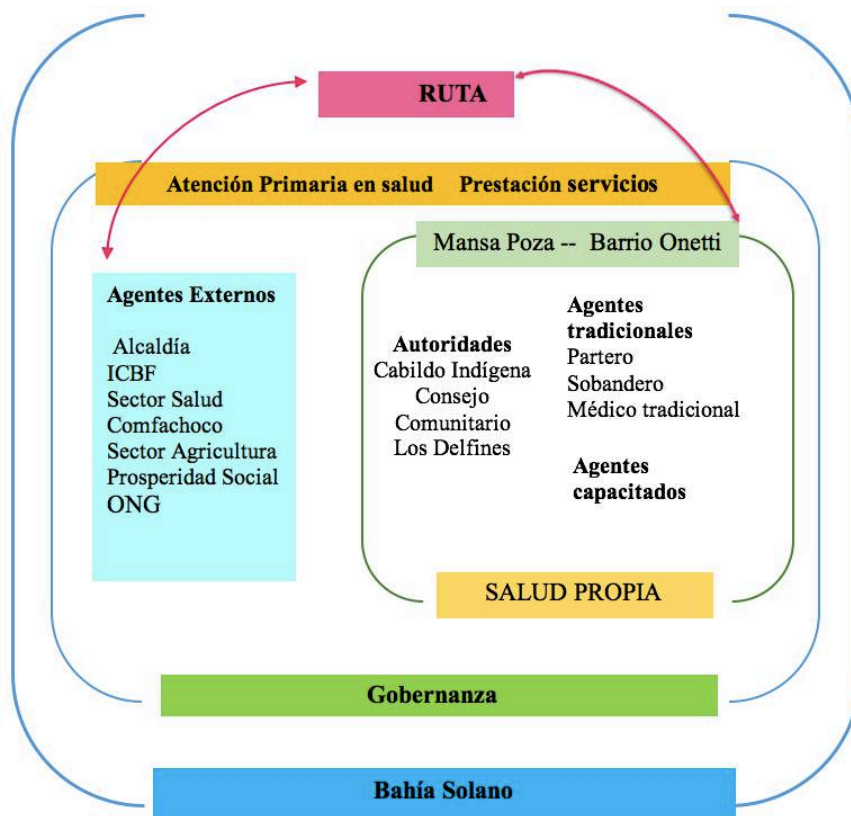 RUTA
Atención Primaria en salud Prestación servicios
Mansa Poza -- Barrio Onetti
Agentes Externos
Alcaldía
ICBF
Sector Salud
Comfachoco
Sector Agricultura
Prosperidad Social
ONG
Autoridades
Cabildo Indígena
Consejo
Comunitario
Los Delfines
Agentes
tradicionales
Partero
Sobandero
Médico tradicional
Agentes
capacitados
SALUD PROPIA
Gobernanza
Bahía Solano